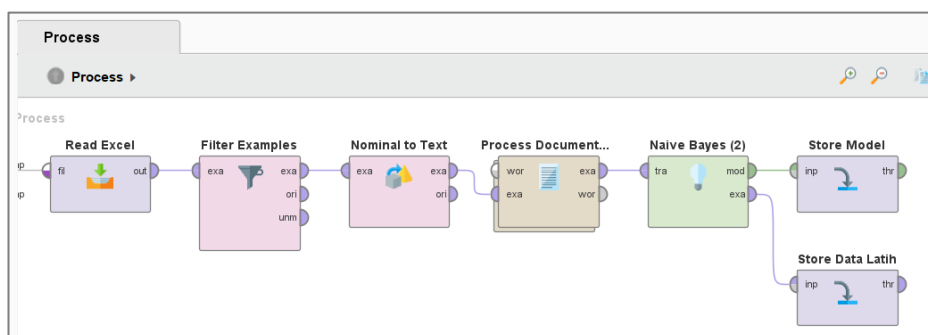 Process
Process
Process
Read Excel
Filter Examples
Nominal to Text
Process Document...
Naive Bayes (2)
Store Model
fil out
exa exa
ori
unm
exa exa
ori
wor exa
exa wor
tra mod
exa
inp thr
Store Data Latih
inp thr